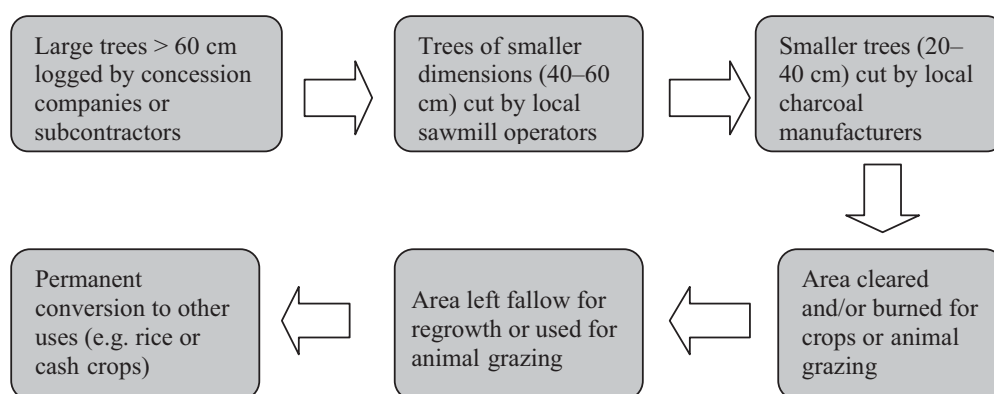 Large trees > 60 cm
logged by concession
companies or
subcontractors
Trees of smaller
dimensions (40–60
cm) cut by local
sawmill operators
Smaller trees (20–
40 cm) cut by local
charcoal
manufacturers
Area cleared
and/or burned for
crops or animal
grazing
Area left fallow for
regrowth or used for
animal grazing
Permanent
conversion to other
uses (e.g. rice or
cash crops)